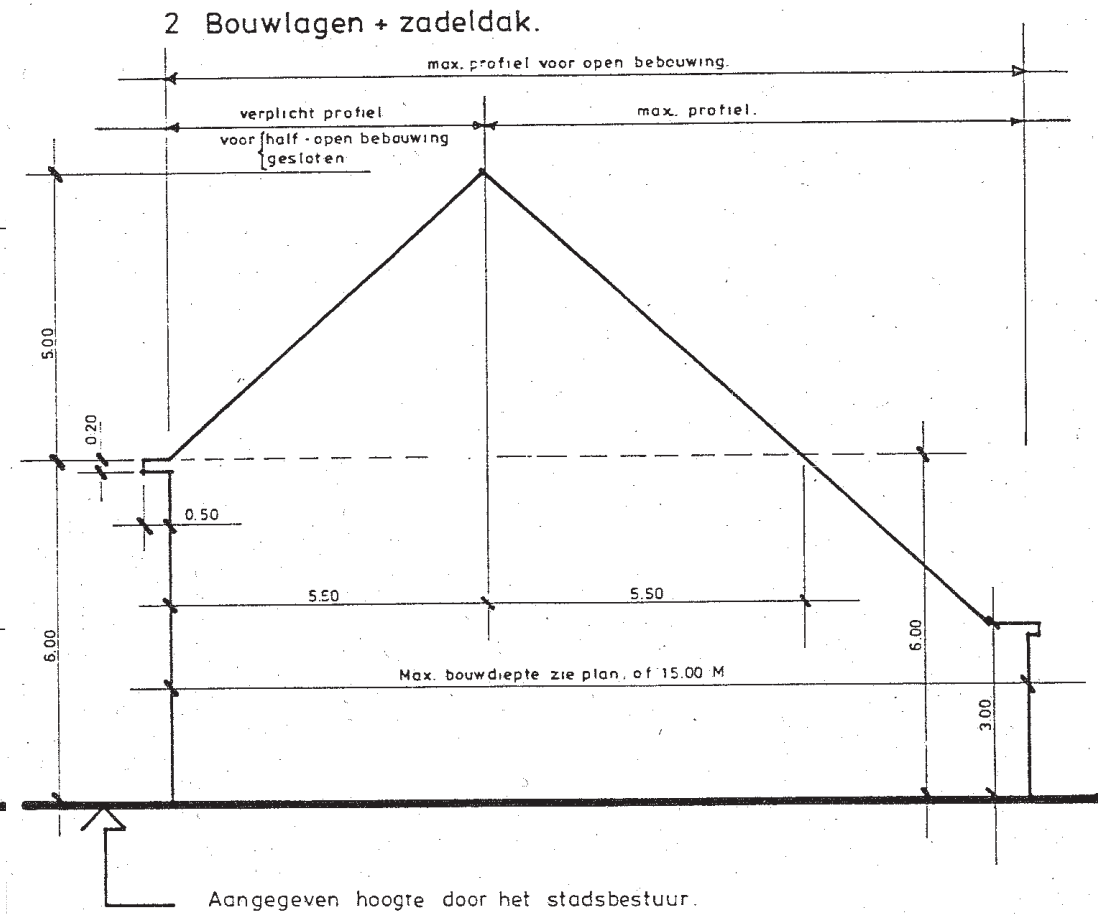 2 Bouwlagen + zadeldak.
max. profiel voor open bebouwing.
verplicht profiel
max. profiel.
voor {half - open bebouwing
gesloten
5.00
0.20
0.50
5.50
5.50
6.00
6.00
Max. bouwdiepte zie plan, of 15.00 M
3.00
Aangegeven hoogte door het stadsbestuur.